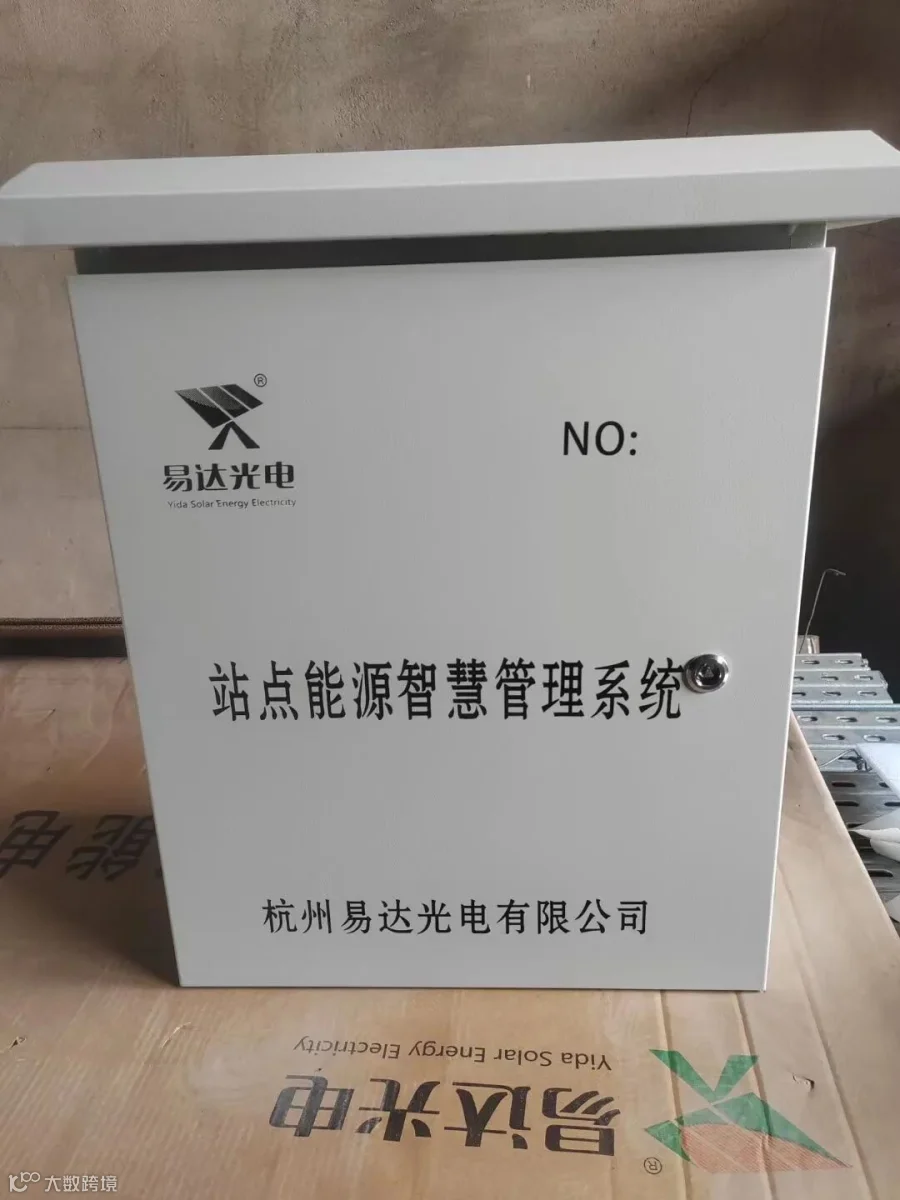 ®
NO:
易达光电
Yida Solar Energy Electricity
站点能源智慧管理系统
杭州易达光电有限公司
能电
Yida Solar Energy Electricity
易达光电
®
大数跨境